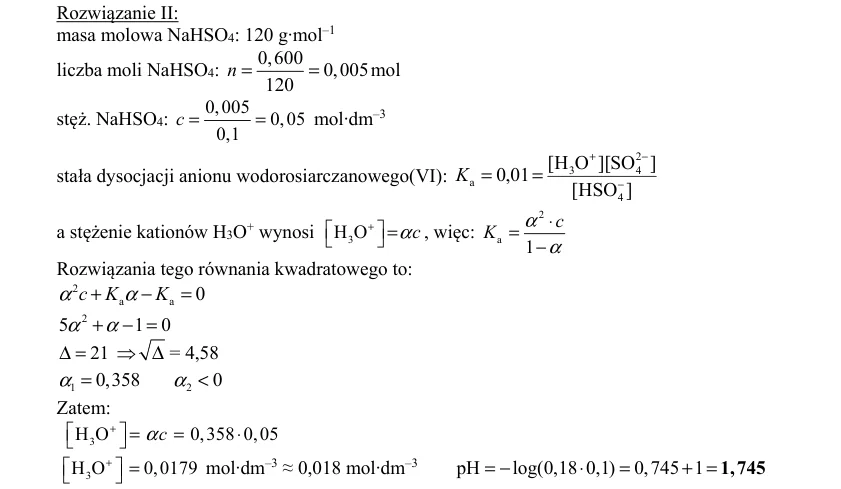 Rozwiązanie II:
masa molowa NaHSO₄: 120 g·mol⁻¹
liczba moli NaHSO₄: n = 0,600/120 = 0,005 mol
stęż. NaHSO₄: c = 0,005/0,1 = 0,05 mol·dm⁻³
stała dysocjacji anionu wodorosiarczanowego(VI): Kₐ = 0,01 = [H₃O⁺][SO₄²⁻]/[HSO₄⁻]
a stężenie kationów H₃O⁺ wynosi [H₃O⁺]=αc, więc: Kₐ = α²·c/(1−α)
Rozwiązania tego równania kwadratowego to:
α²c + Kₐα − Kₐ = 0
5α² + α − 1 = 0
Δ = 21 ⇒ √Δ = 4,58
α₁ = 0,358 α₂ < 0
Zatem:
[H₃O⁺] = αc = 0,358·0,05
[H₃O⁺] = 0,0179 mol·dm⁻³ ≈ 0,018 mol·dm⁻³ pH = −log(0,18·0,1) = 0,745+1 = 1,745